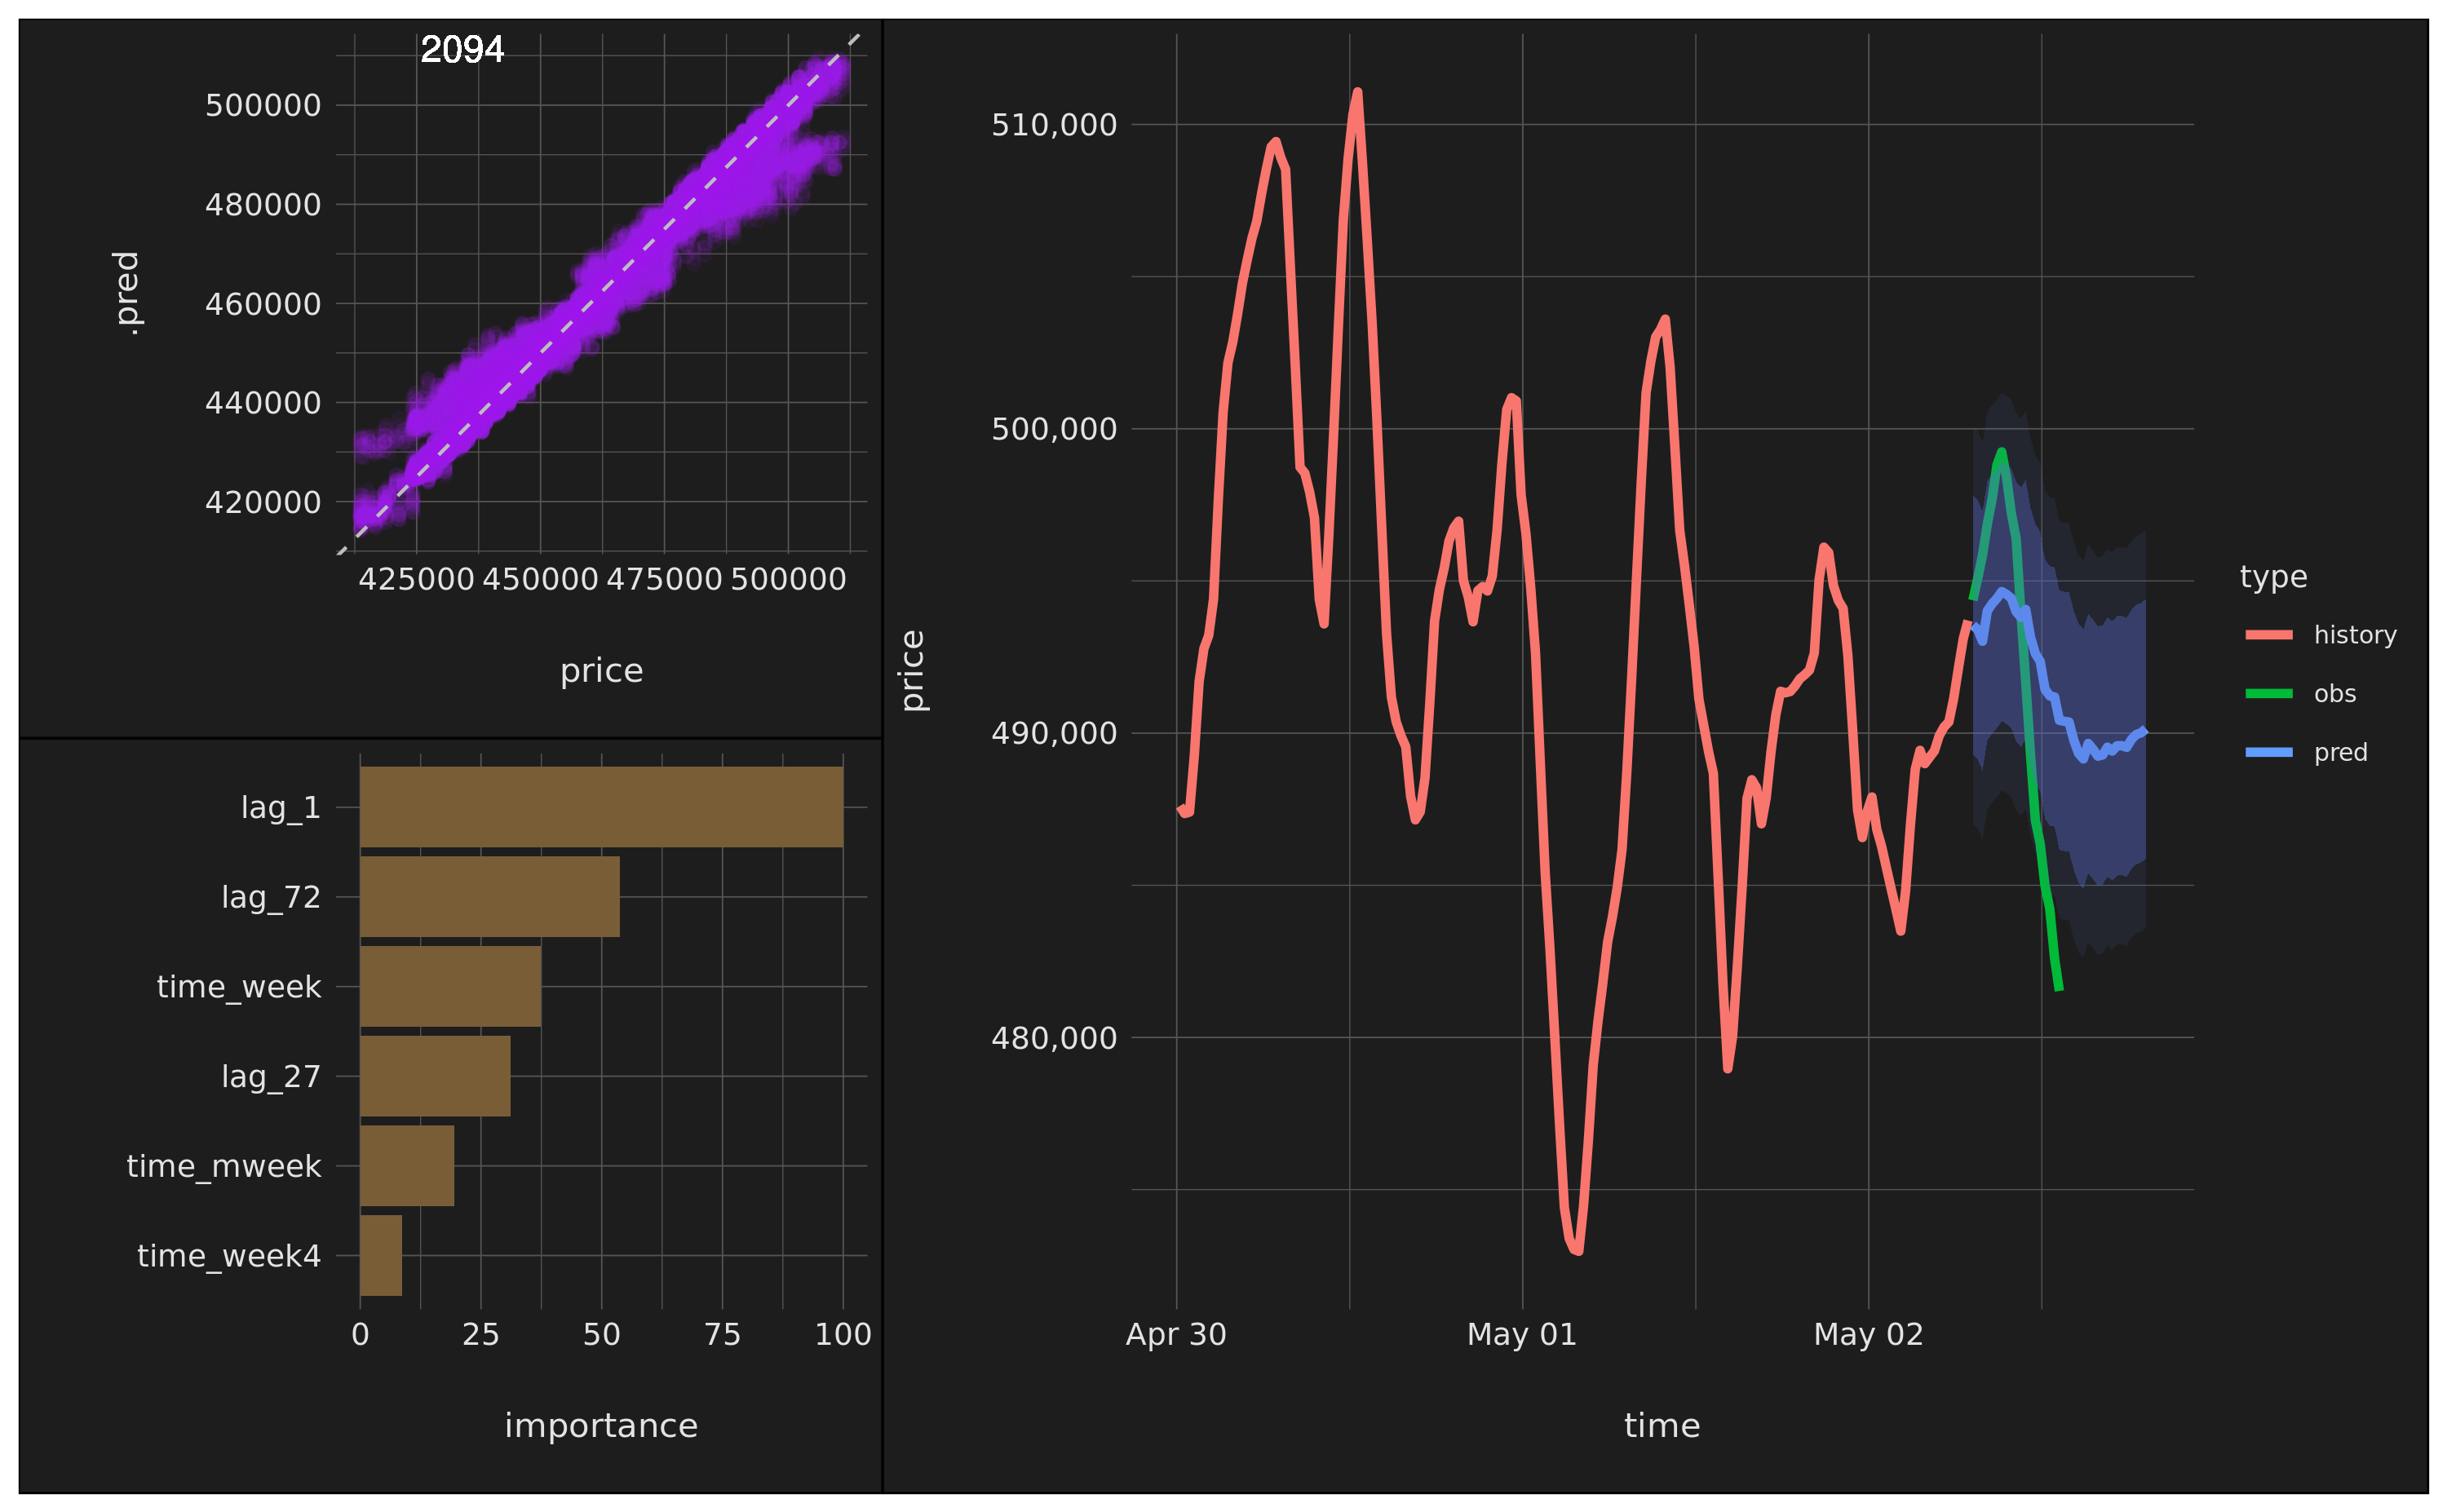 2094
.pred
500000
480000
460000
440000
420000
425000 450000 475000 500000
price
lag_1
lag_72
time_week
lag_27
time_mweek
time_week4
0 25 50 75 100
importance
price
510,000
500,000
490,000
480,000
Apr 30 May 01 May 02
time
type
history
obs
pred